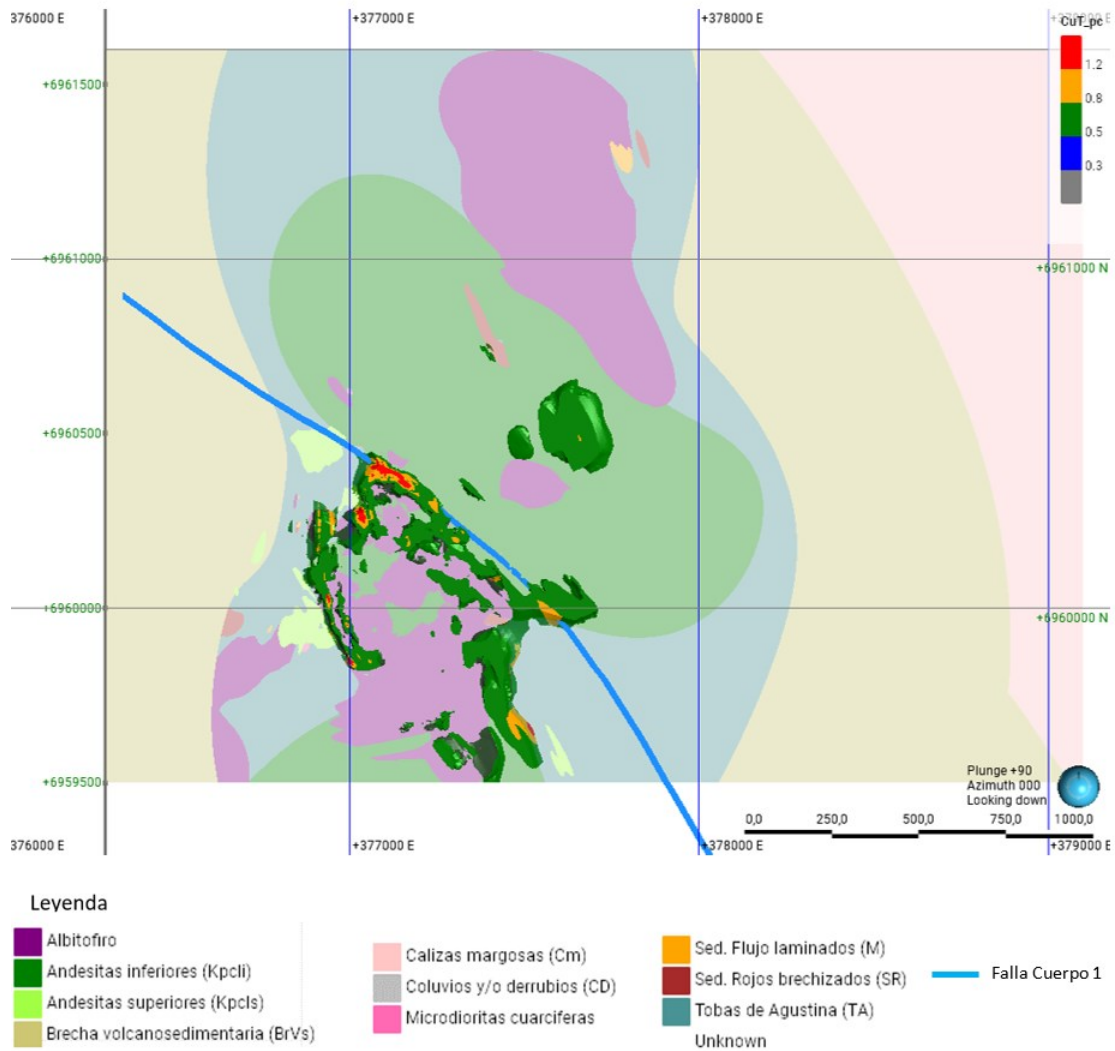 376000 E
+377000 E
+378000 E
+379000 E
CuT_pc
1.2
0.8
0.5
0.3
+6961500
+6961000
+6961000 N
+6960500
+6960000
+6960000 N
+6959500
Plunge +90
Azimuth 000
Looking down
0,0
250,0
500,0
750,0
1000,0
376000 E
+377000 E
+378000 E
+379000 E
Leyenda
Albitofiro
Andesitas inferiores (Kpcli)
Andesitas superiores (Kpcls)
Brecha volcanosedimentaria (BrVs)
Calizas margosas (Cm)
Coluvios y/o derrubios (CD)
Microdioritas cuarciferas
Sed. Flujo laminados (M)
Sed. Rojos brechizados (SR)
Tobas de Agustina (TA)
Unknown
Falla Cuerpo 1